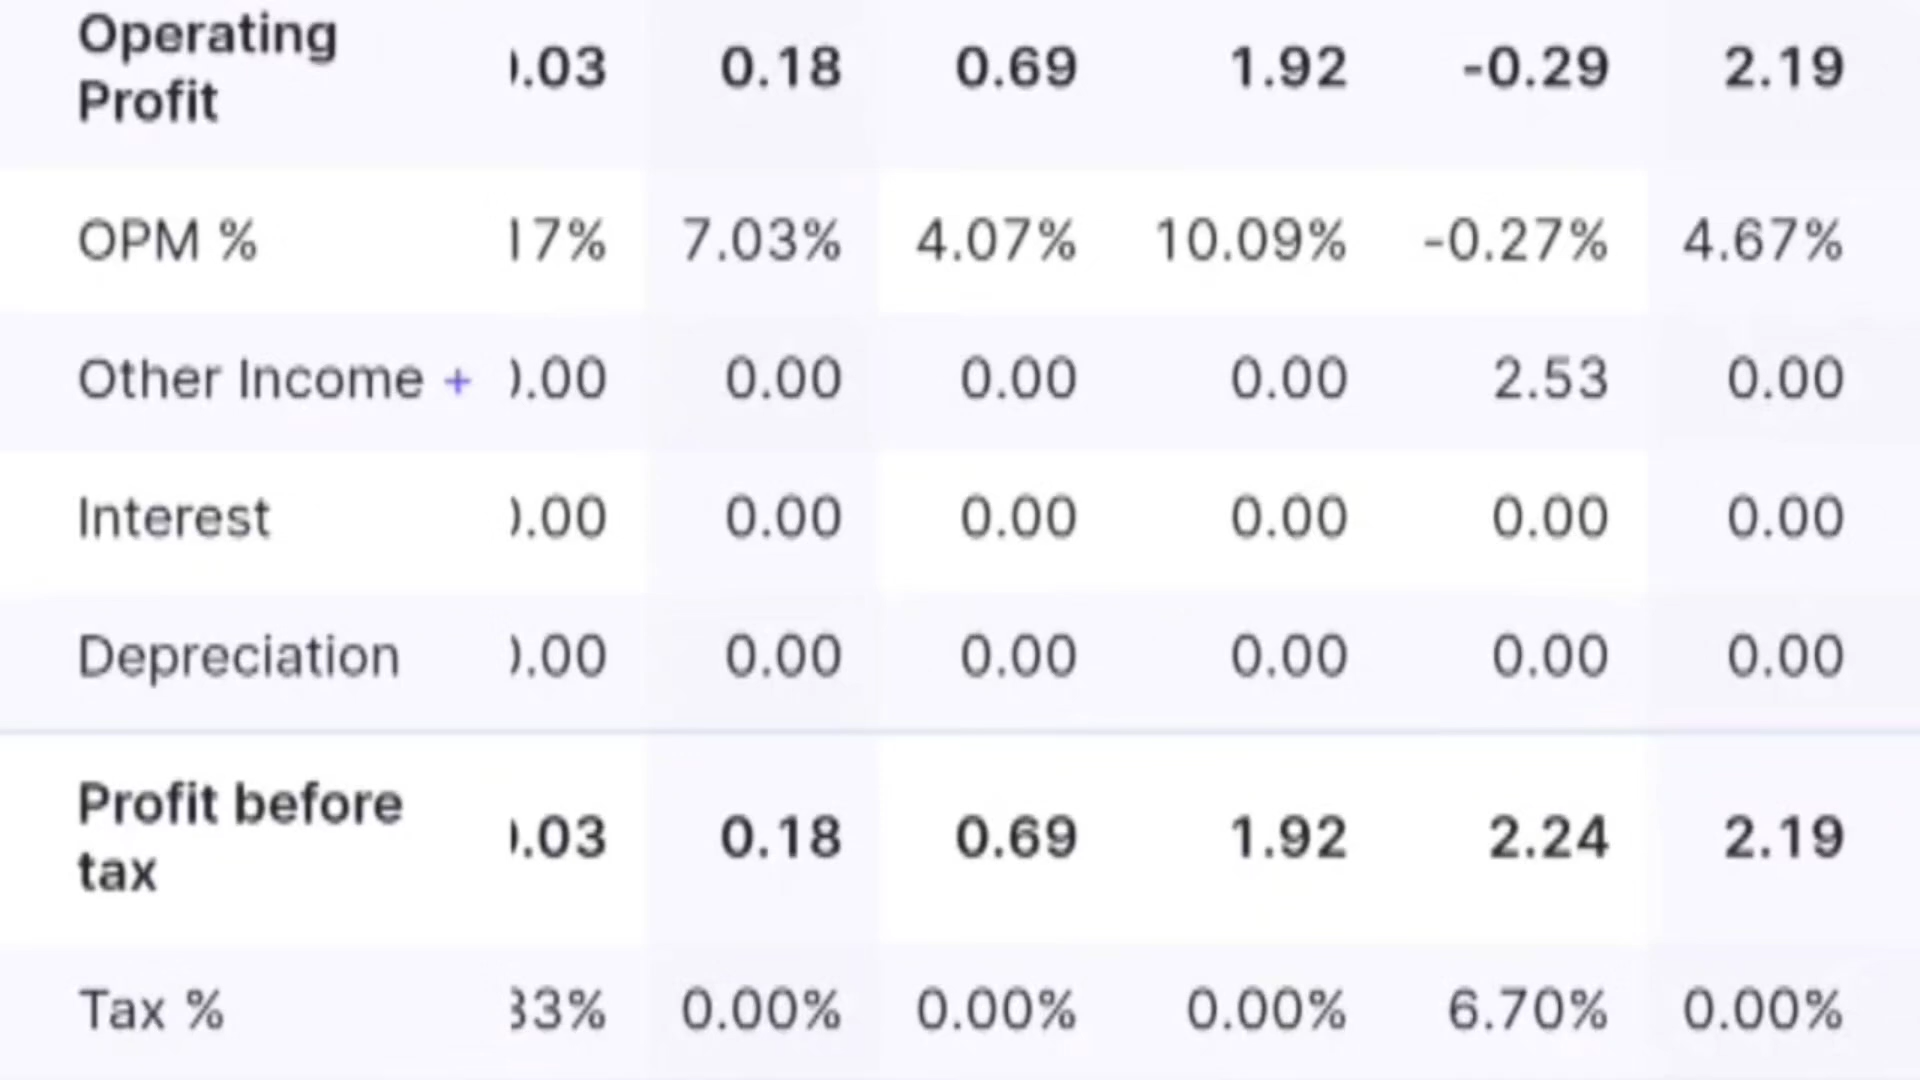 Operating
Profit .03 0.18 0.69 1.92 -0.29 2.19
OPM % 17% 7.03% 4.07% 10.09% -0.27% 4.67%
Other Income + .00 0.00 0.00 0.00 2.53 0.00
Interest .00 0.00 0.00 0.00 0.00 0.00
Depreciation .00 0.00 0.00 0.00 0.00 0.00
Profit before
tax .03 0.18 0.69 1.92 2.24 2.19
Tax % 33% 0.00% 0.00% 0.00% 6.70% 0.00%